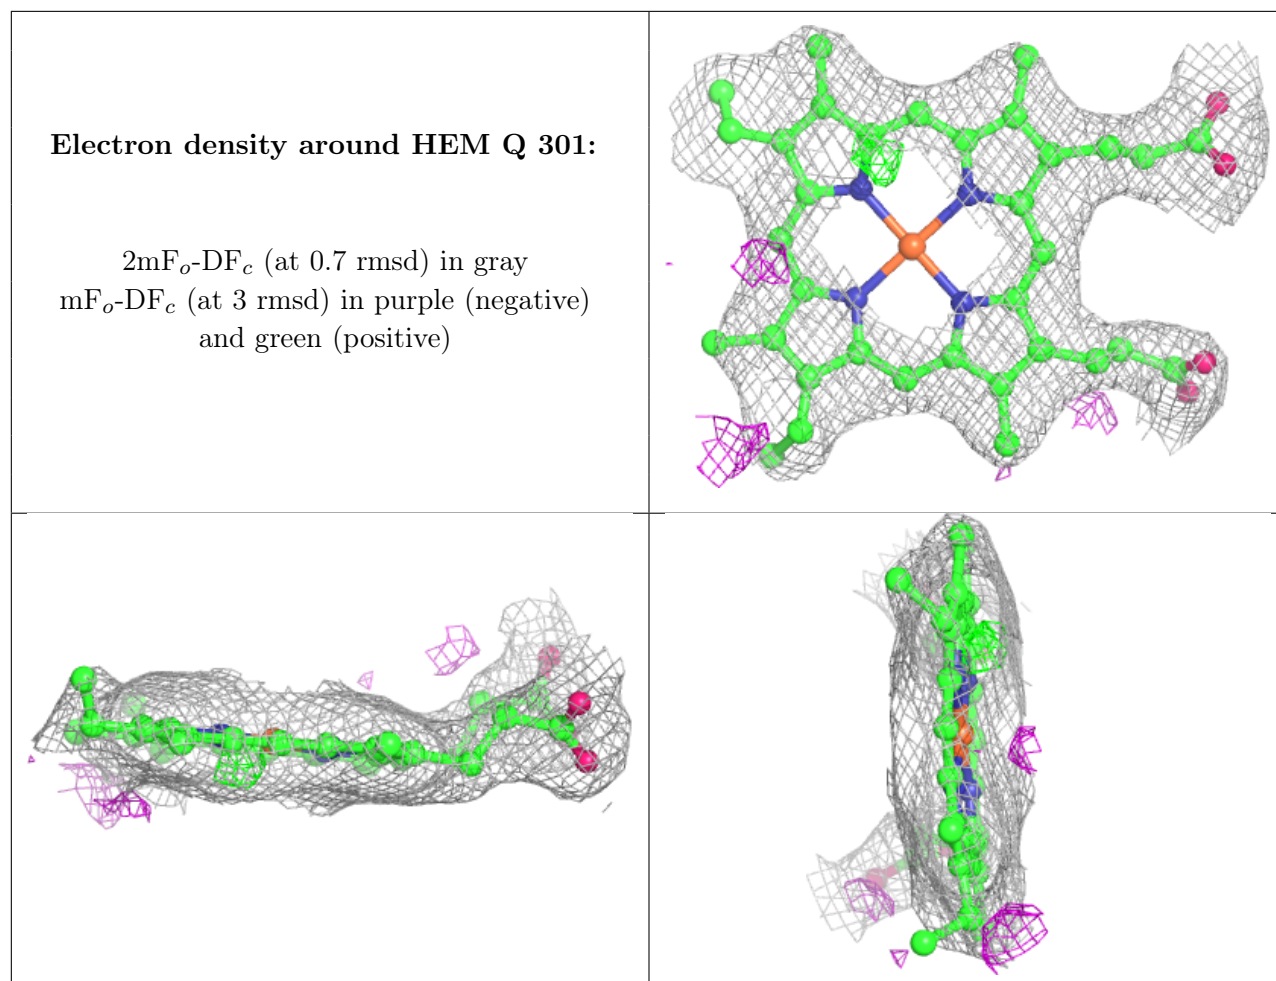 Electron density around HEM Q 301:
2mFo-DFc (at 0.7 rmsd) in gray
mFo-DFc (at 3 rmsd) in purple (negative)
and green (positive)